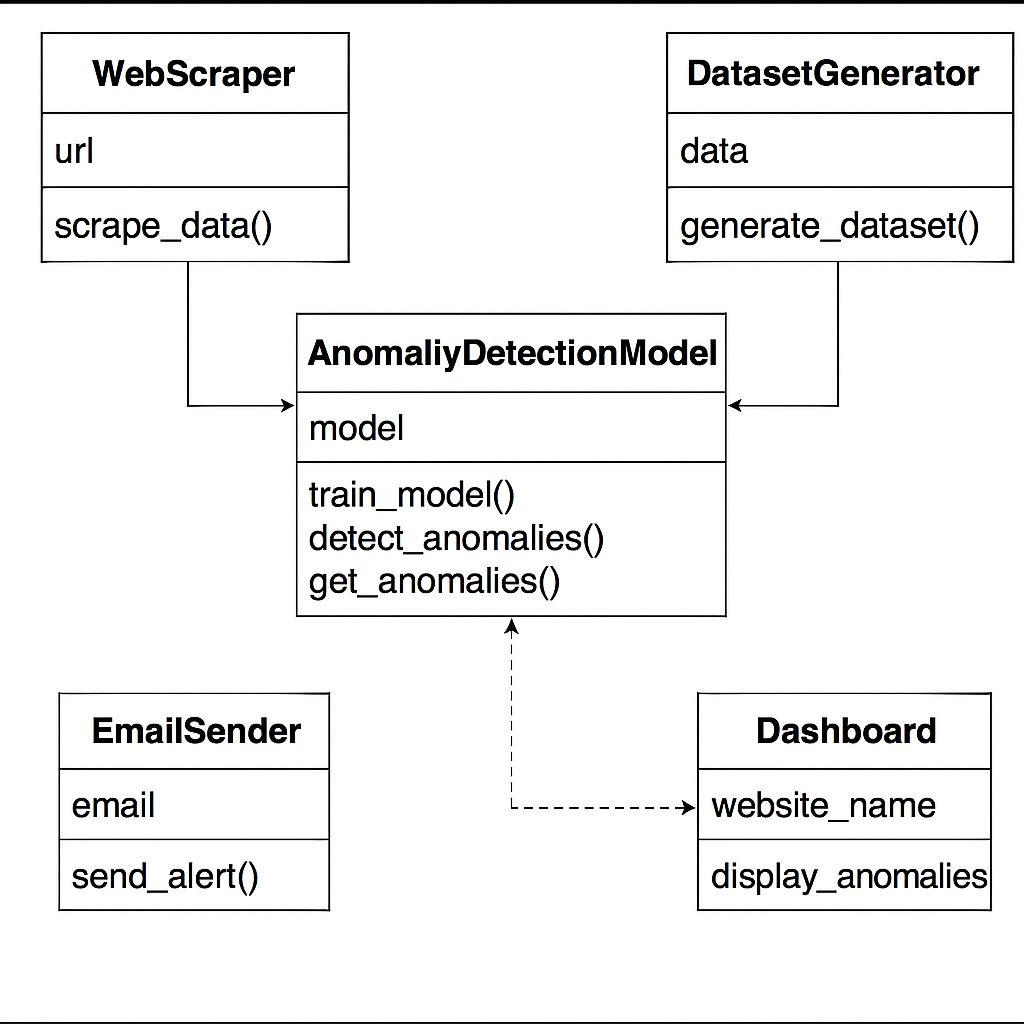 WebScraper
url
scrape_data()
DatasetGenerator
data
generate_dataset()
AnomaliyDetectionModel
model
train_model()
detect_anomalies()
get_anomalies()
EmailSender
email
send_alert()
Dashboard
website_name
display_anomalies